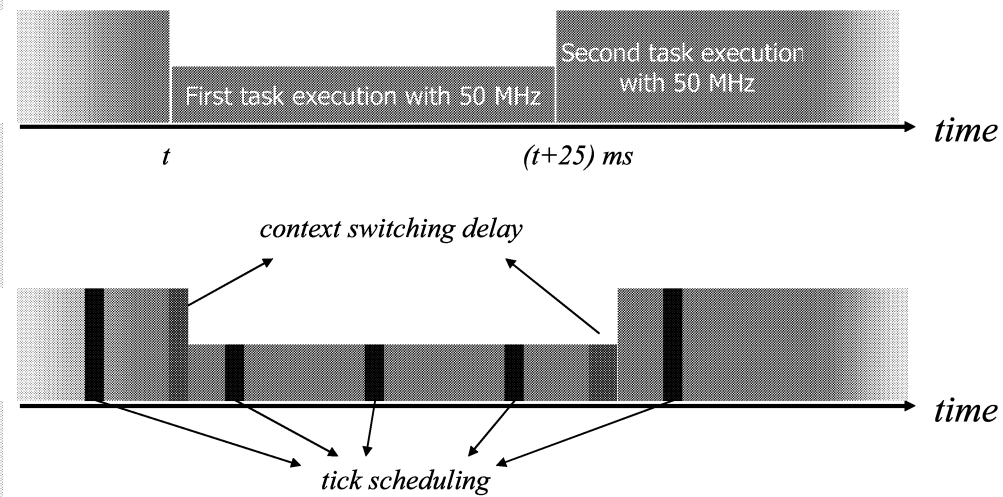 Second task execution
with 50 MHz
First task execution with 50 MHz
time
t
(t+25) ms
context switching delay
time
tick scheduling